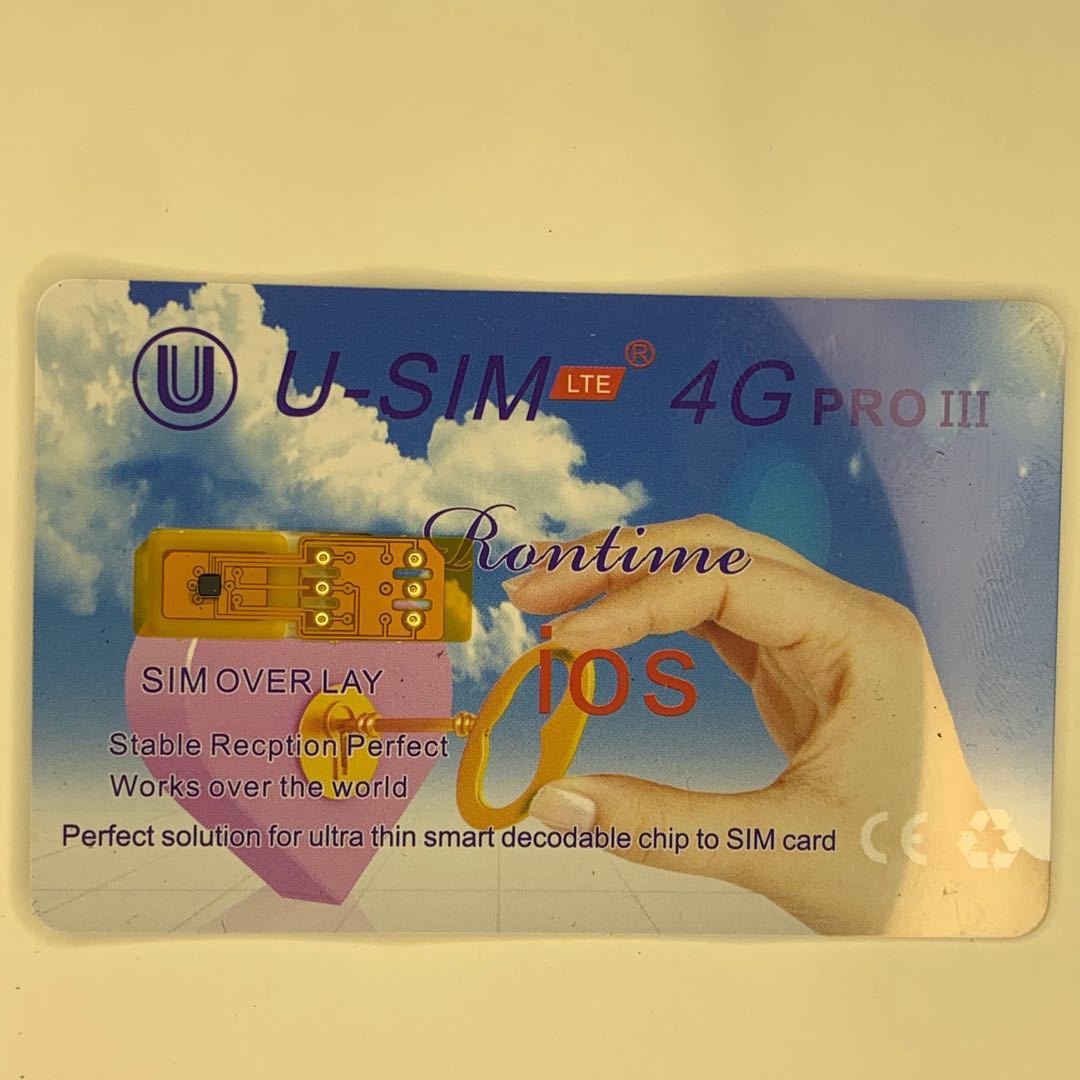 U U-SIM LTE ® 4G PRO III
Rontime
ios
SIM OVER LAY
Stable Recption Perfect
Works over the world
Perfect solution for ultra thin smart decodable chip to SIM card CE